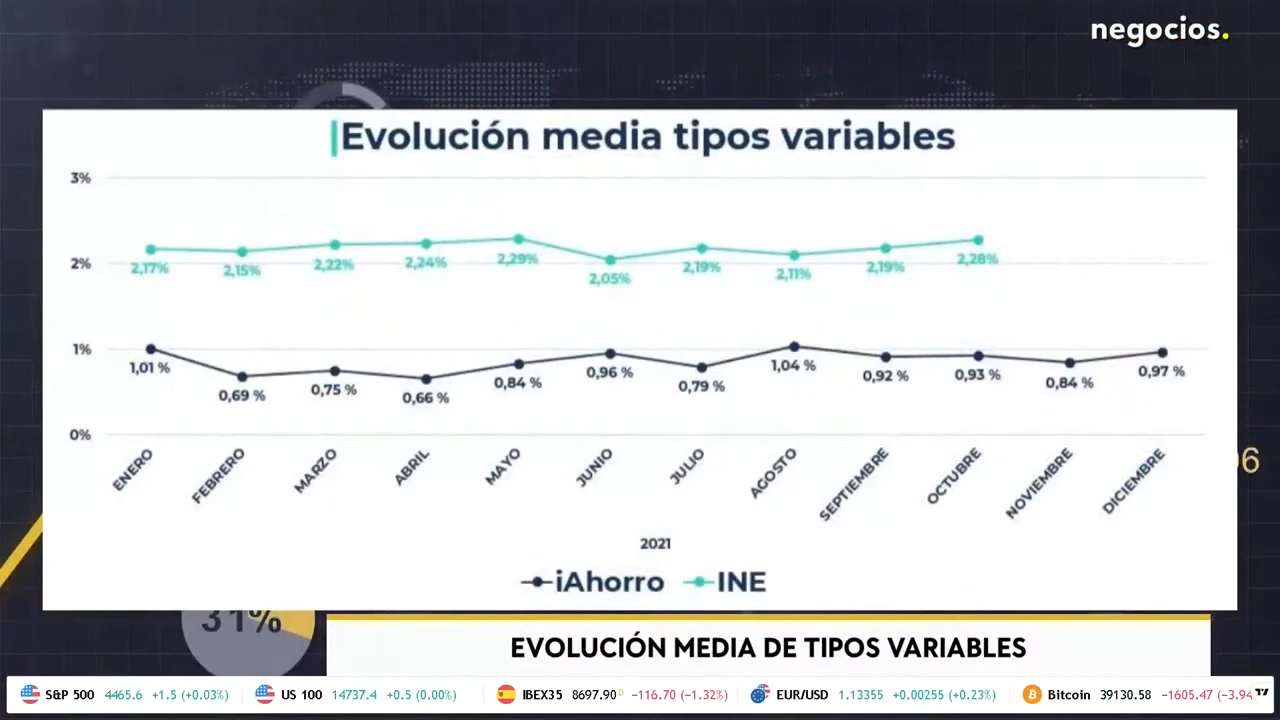 negocios.
Evolución media tipos variables
3%
2%
1%
0%
2,17% 2,15% 2,22% 2,24% 2,29% 2,05% 2,19% 2,11% 2,19% 2,28%
1,01 % 0,69 % 0,75 % 0,66 % 0,84 % 0,96 % 0,79 % 1,04 % 0,92 % 0,93 % 0,84 % 0,97 %
ENERO FEBRERO MARZO ABRIL MAYO JUNIO JULIO AGOSTO SEPTIEMBRE OCTUBRE NOVIEMBRE DICIEMBRE
2021
iAhorro INE
31%
EVOLUCIÓN MEDIA DE TIPOS VARIABLES
S&P 500 4465.6 +1.5 (+0.03%) US 100 14737.4 +0.5 (0.00%) IBEX35 8697.90 −116.70 (−1.32%) EUR/USD 1.13355 +0.00255 (+0.23%) Bitcoin 39130.58 −1605.47 (−3.94